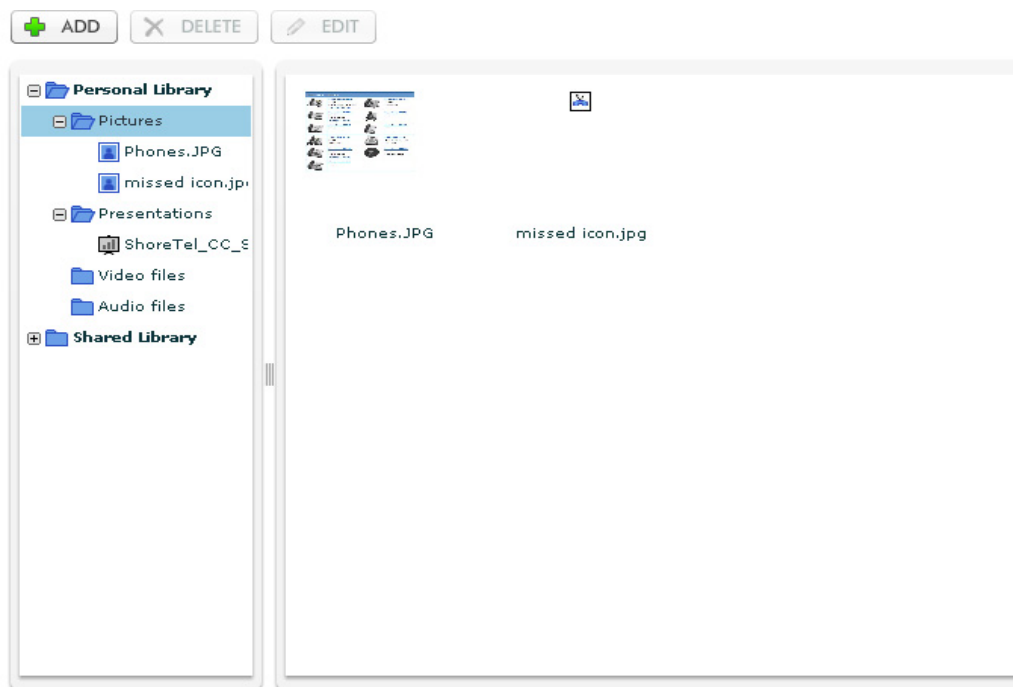 ADD DELETE EDIT
Personal Library
Pictures
Phones.JPG
missed icon.jp
Presentations
ShoreTel_CC_S
Video files
Audio files
Shared Library
Phones.JPG missed icon.jpg